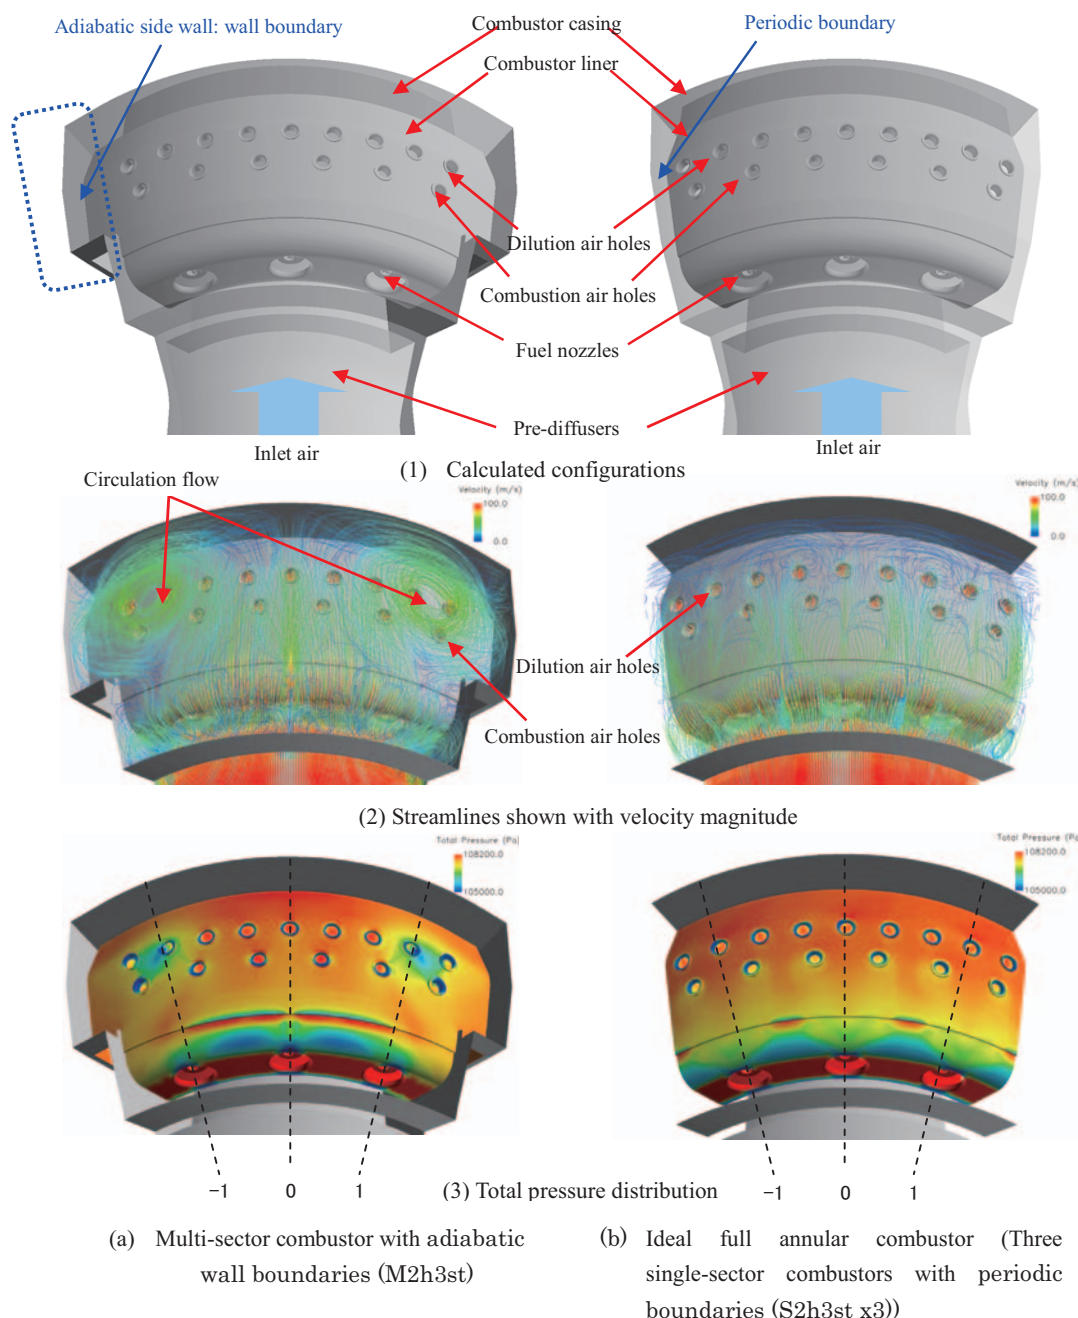 Adiabatic side wall: wall boundary
Combustor casing
Periodic boundary
Combustor liner
Dilution air holes
Combustion air holes
Fuel nozzles
Pre-diffusers
Inlet air
Inlet air
(1) Calculated configurations
Circulation flow
Velocity (m/s)
100.0
0.0
Velocity (m/s)
100.0
0.0
Dilution air holes
Combustion air holes
(2) Streamlines shown with velocity magnitude
Total Pressure (Pa)
108200.0
105000.0
Total Pressure (Pa)
108200.0
105000.0
-1 0 1
(3) Total pressure distribution
-1 0 1
(a) Multi-sector combustor with adiabatic
wall boundaries (M2h3st)
(b) Ideal full annular combustor (Three
single-sector combustors with periodic
boundaries (S2h3st x3))